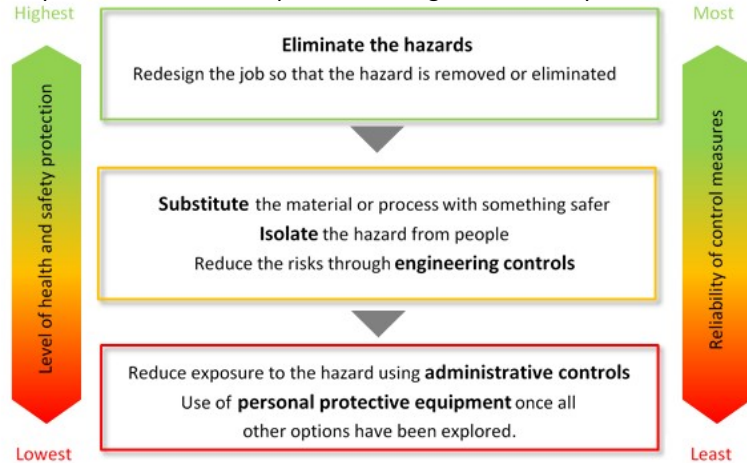 Highest
Most
Eliminate the hazards
Redesign the job so that the hazard is removed or eliminated
Level of health and safety protection
Reliability of control measures
Substitute the material or process with something safer
Isolate the hazard from people
Reduce the risks through engineering controls
Reduce exposure to the hazard using administrative controls
Use of personal protective equipment once all
other options have been explored.
Lowest
Least